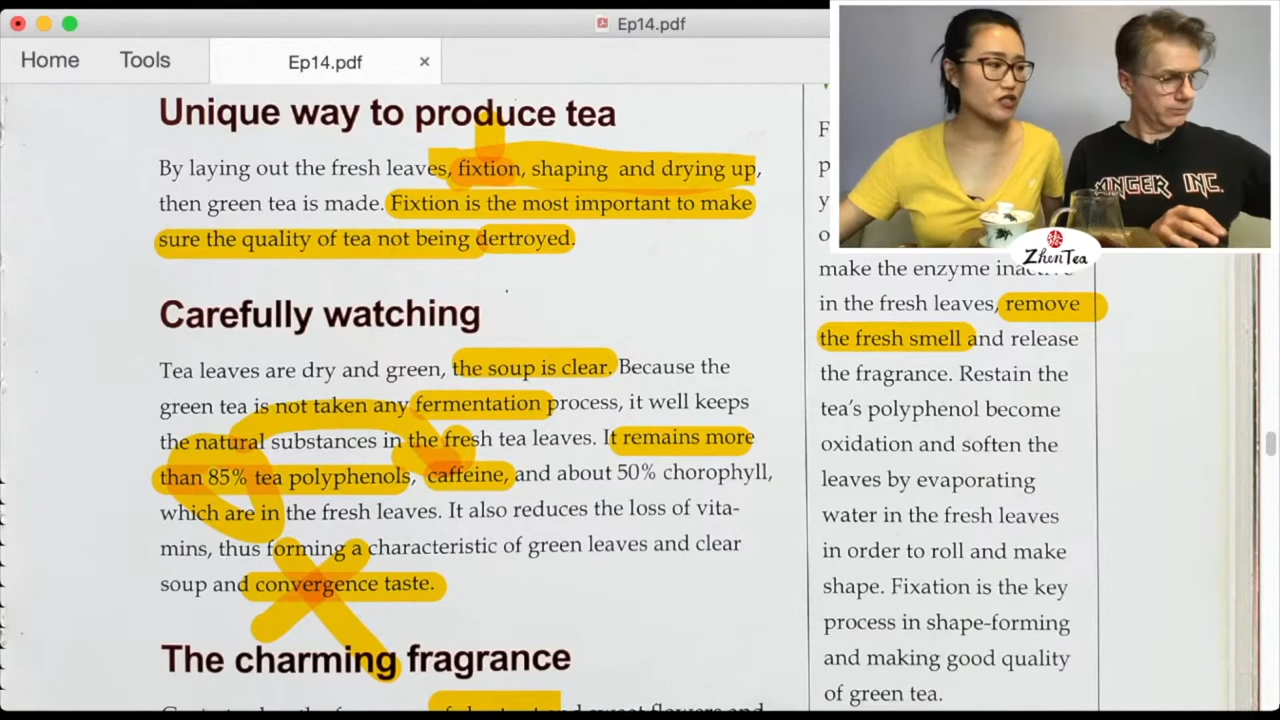 Ep14.pdf
Home
Tools
Ep14.pdf
×
Unique way to produce tea
By laying out the fresh leaves, fixtion, shaping and drying up,
then green tea is made. Fixtion is the most important to make
sure the quality of tea not being dertroyed.
Carefully watching
Tea leaves are dry and green, the soup is clear. Because the
green tea is not taken any fermentation process, it well keeps
the natural substances in the fresh tea leaves. It remains more
than 85% tea polyphenols, caffeine, and about 50% chorophyll,
which are in the fresh leaves. It also reduces the loss of vita-
mins, thus forming a characteristic of green leaves and clear
soup and convergence taste.
The charming fragrance
sweet flowers and
make the enzyme
in the fresh leaves, remove
the fresh smell and release
the fragrance. Restain the
tea's polyphenol become
oxidation and soften the
leaves by evaporating
water in the fresh leaves
in order to roll and make
shape. Fixation is the key
process in shape-forming
and making good quality
of green tea.
ANGER INC.
ZhenTea